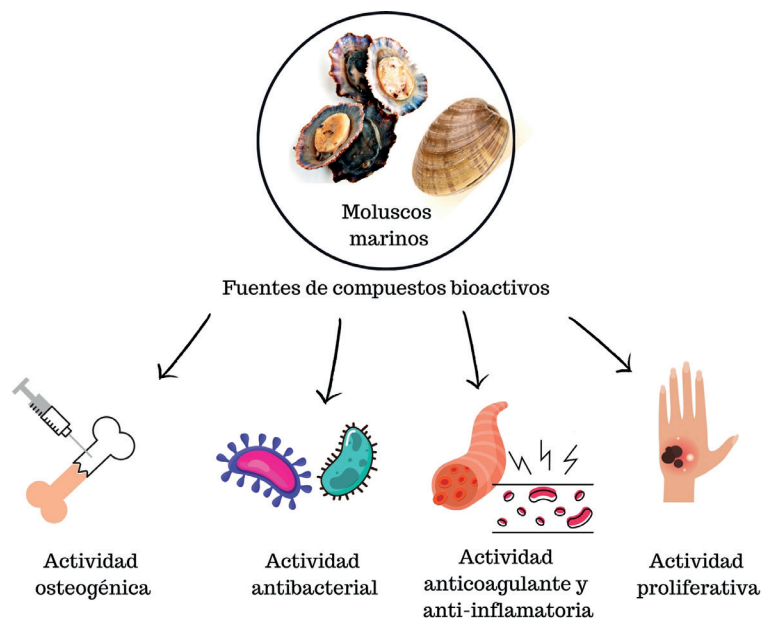 Moluscos
marinos
Fuentes de compuestos bioactivos
Actividad
osteogénica
Actividad
antibacterial
Actividad
anticoagulante y
anti-inflamatoria
Actividad
proliferativa